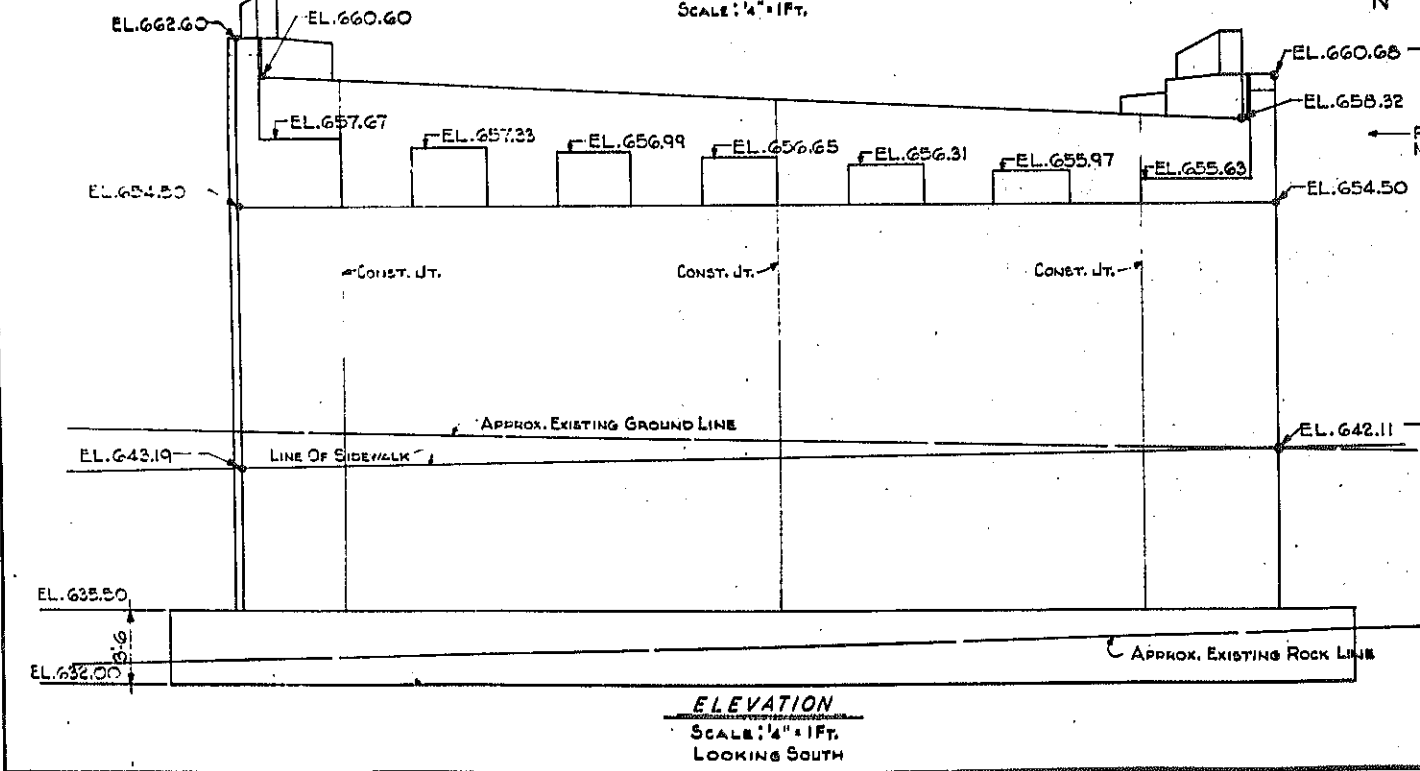 SCALE: 1/4" = 1FT.
N
EL.662.60
EL.660.60
EL.660.68
EL.658.32
EL.657.67
EL.657.33
EL.656.99
EL.656.65
EL.656.31
EL.655.97
EL.655.63
EL.654.50
EL.654.50
CONST. JT.
CONST. JT.
CONST. JT.
APPROX. EXISTING GROUND LINE
EL.643.19
LINE OF SIDEWALK
EL.642.11
EL.635.50
3'-6
EL.632.00
APPROX. EXISTING ROCK LINE
ELEVATION
SCALE: 1/4" = 1FT.
LOOKING SOUTH